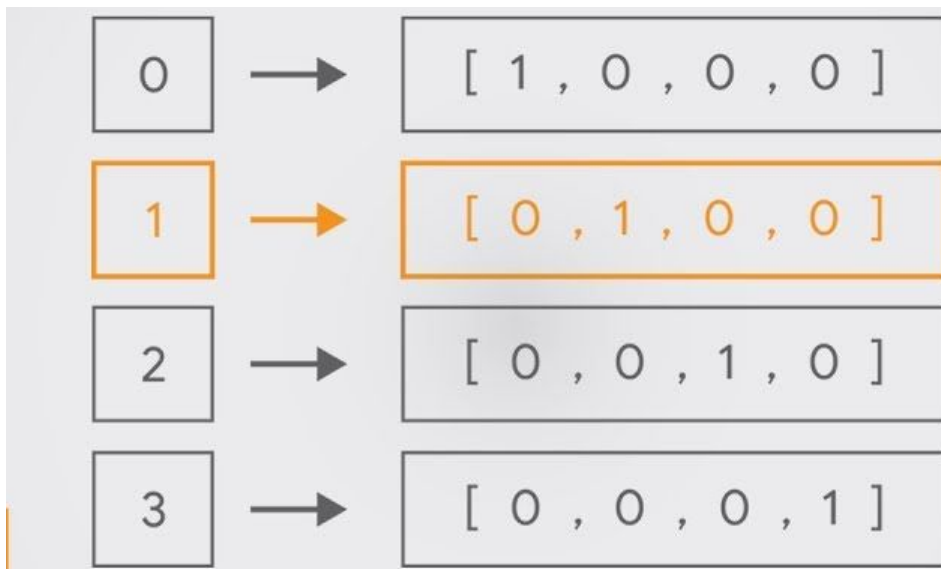 0 [ 1 , 0 , 0 , 0 ]
1 [ 0 , 1 , 0 , 0 ]
2 [ 0 , 0 , 1 , 0 ]
3 [ 0 , 0 , 0 , 1 ]